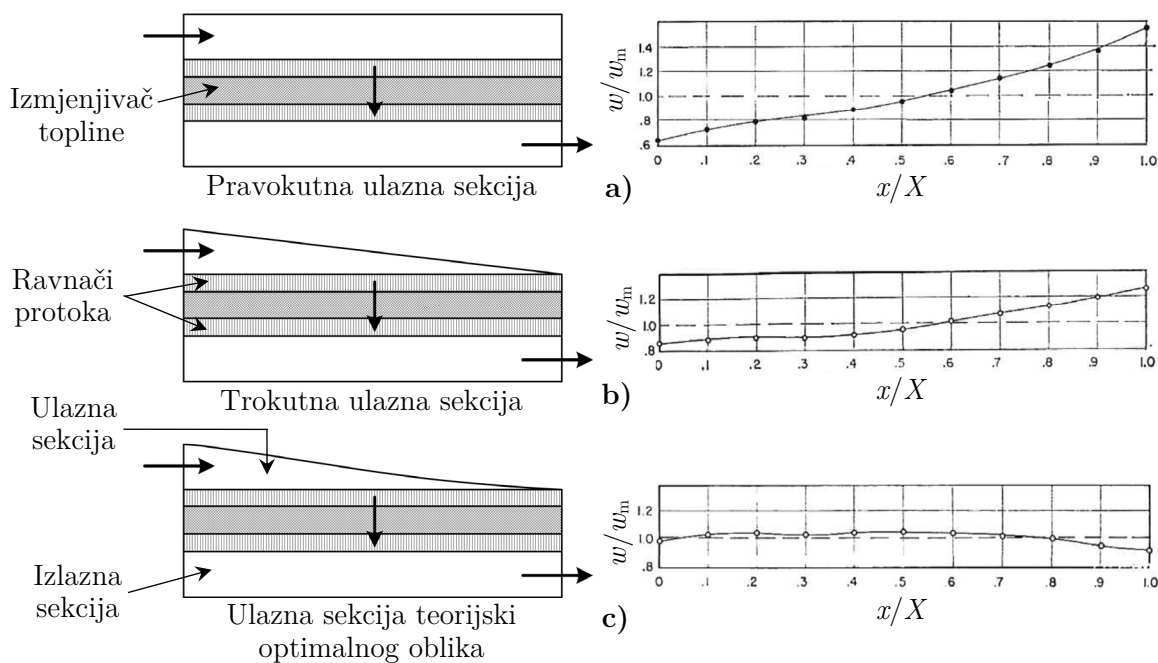 Izmjenjivač
topline
Pravokutna ulazna sekcija
a)
w/wm
1.4
1.2
1.0
.8
.6
0 .1 .2 .3 .4 .5 .6 .7 .8 .9 1.0
x/X
Ravnači
protoka
Trokutna ulazna sekcija
b)
w/wm
1.2
1.0
.8
0 .1 .2 .3 .4 .5 .6 .7 .8 .9 1.0
x/X
Ulazna
sekcija
Izlazna
sekcija
Ulazna sekcija teorijski
optimalnog oblika
c)
w/wm
1.2
1.0
.8
0 .1 .2 .3 .4 .5 .6 .7 .8 .9 1.0
x/X